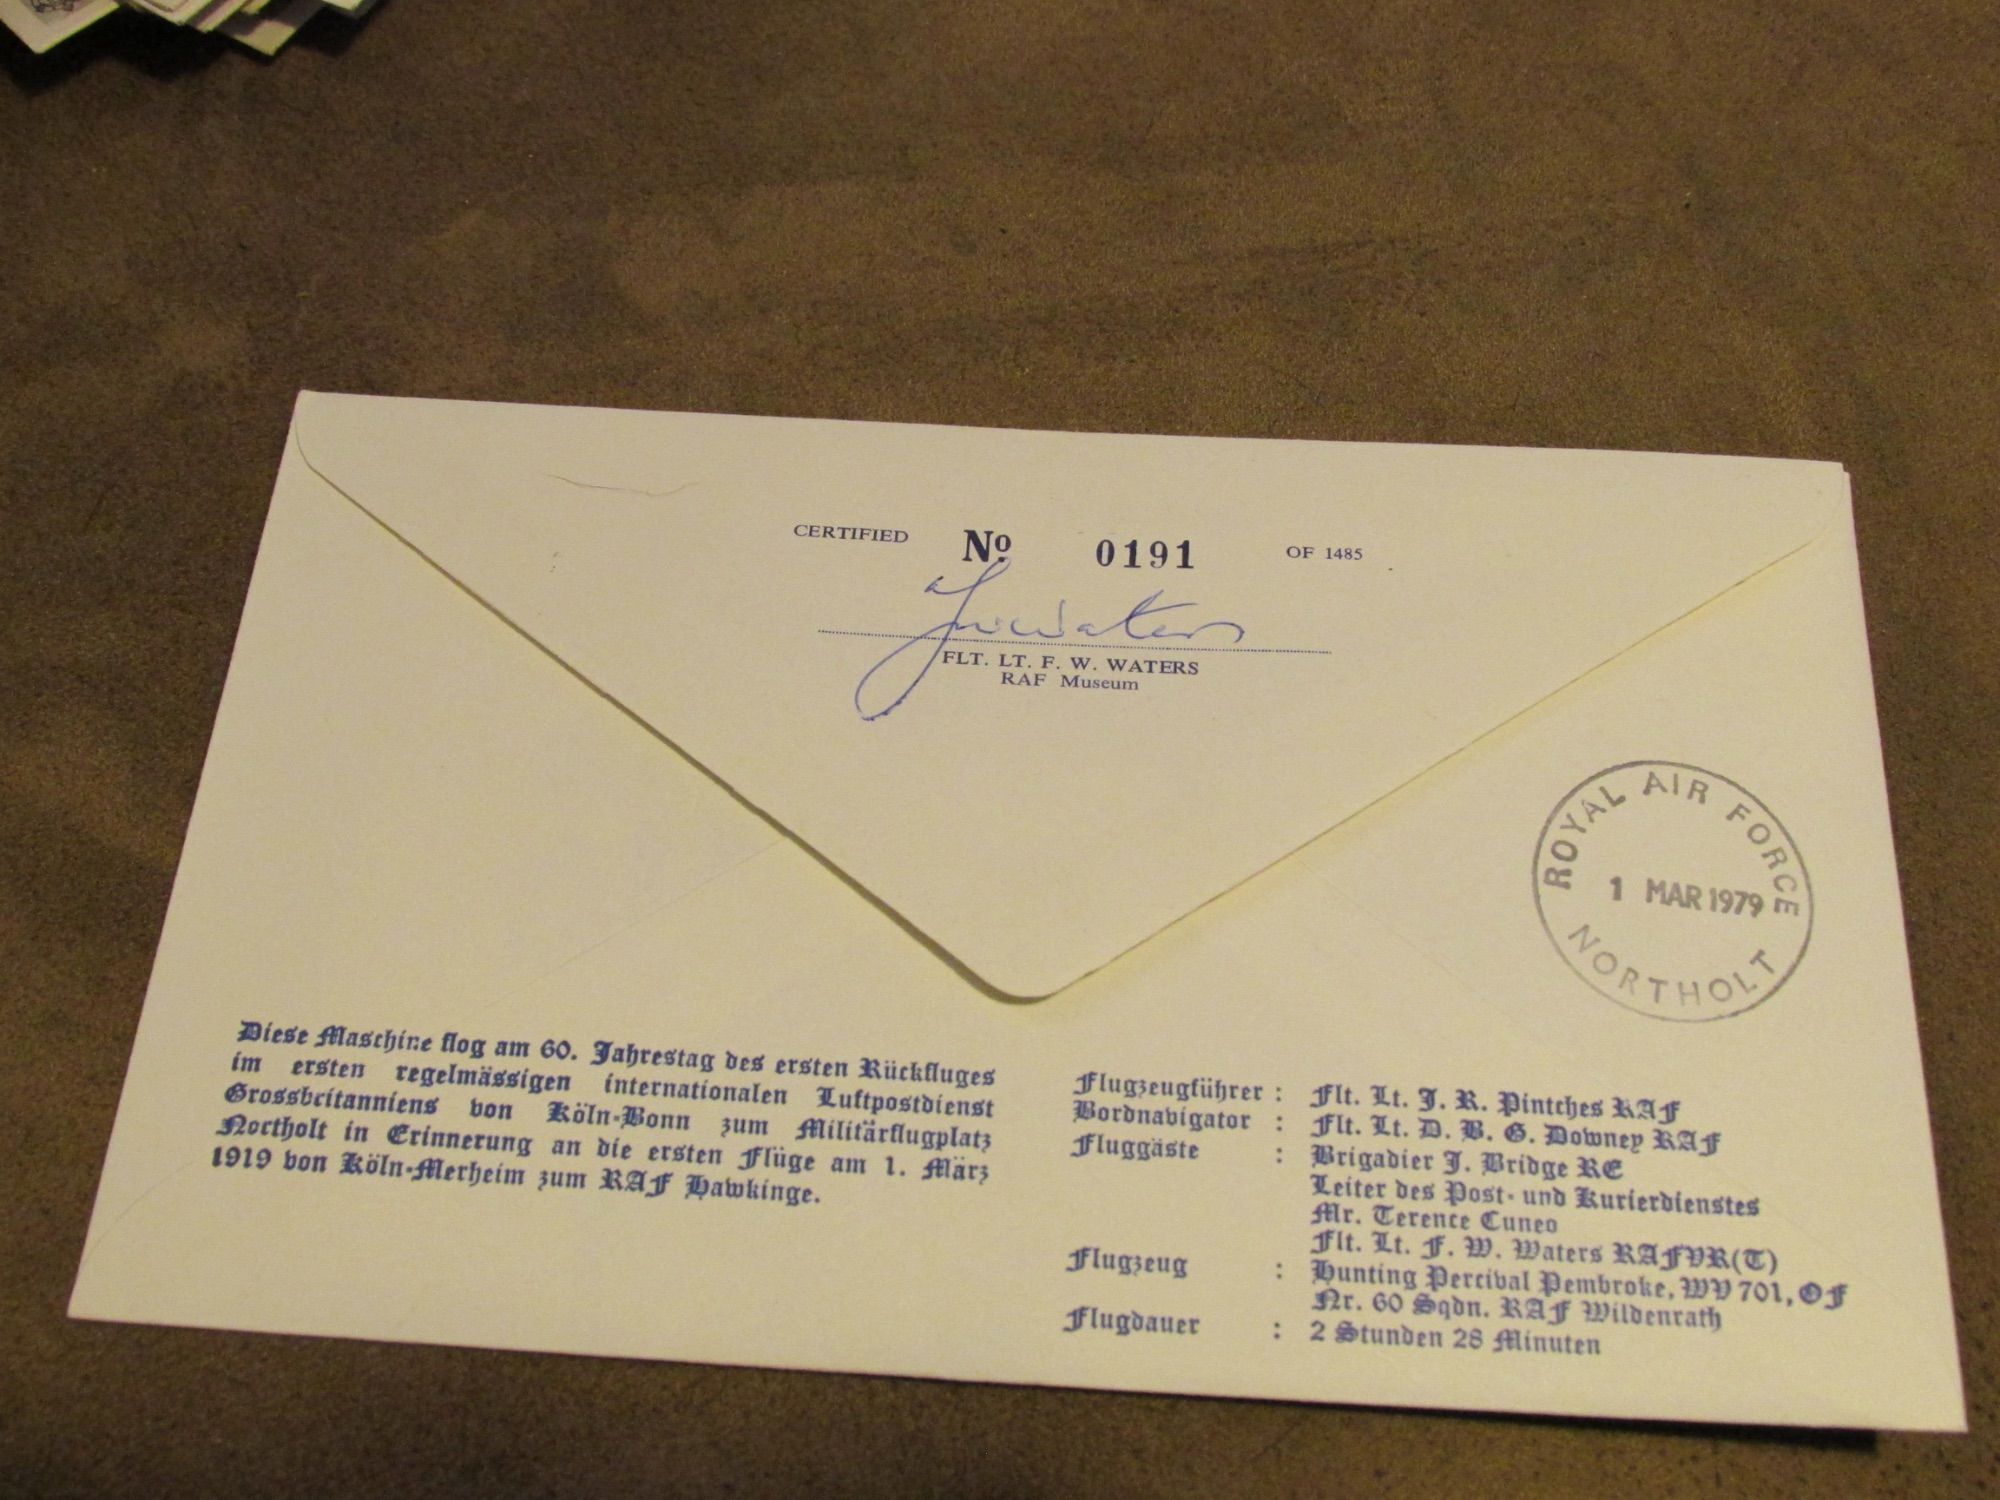 CERTIFIED No 0191 OF 1485
FWWaters
FLT. LT. F. W. WATERS
RAF Museum
ROYAL AIR FORCE
1 MAR 1979
NORTHOLT
Diese Maschine flog am 60. Jahrestag des ersten Rückfluges
im ersten regelmässigen internationalen Luftpostdienst
Grossbritanniens von Köln-Bonn zum Militärflugplatz
Northolt in Erinnerung an die ersten Flüge am 1. März
1919 von Köln-Merheim zum RAF Hawkinge.
Flugzeugführer : Flt. Lt. J. R. Pintches RAF
Bordnavigator : Flt. Lt. D. B. G. Downey RAF
Fluggäste : Brigadier J. Bridge RE
Leiter des Post- und Kurierdienstes
Mr. Terence Cuneo
Flt. Lt. F. W. Waters RAFVR(T)
Flugzeug : Hunting Percival Pembroke, WV 701, OF
Nr. 60 Sqdn. RAF Wildenrath
Flugdauer : 2 Stunden 28 Minuten